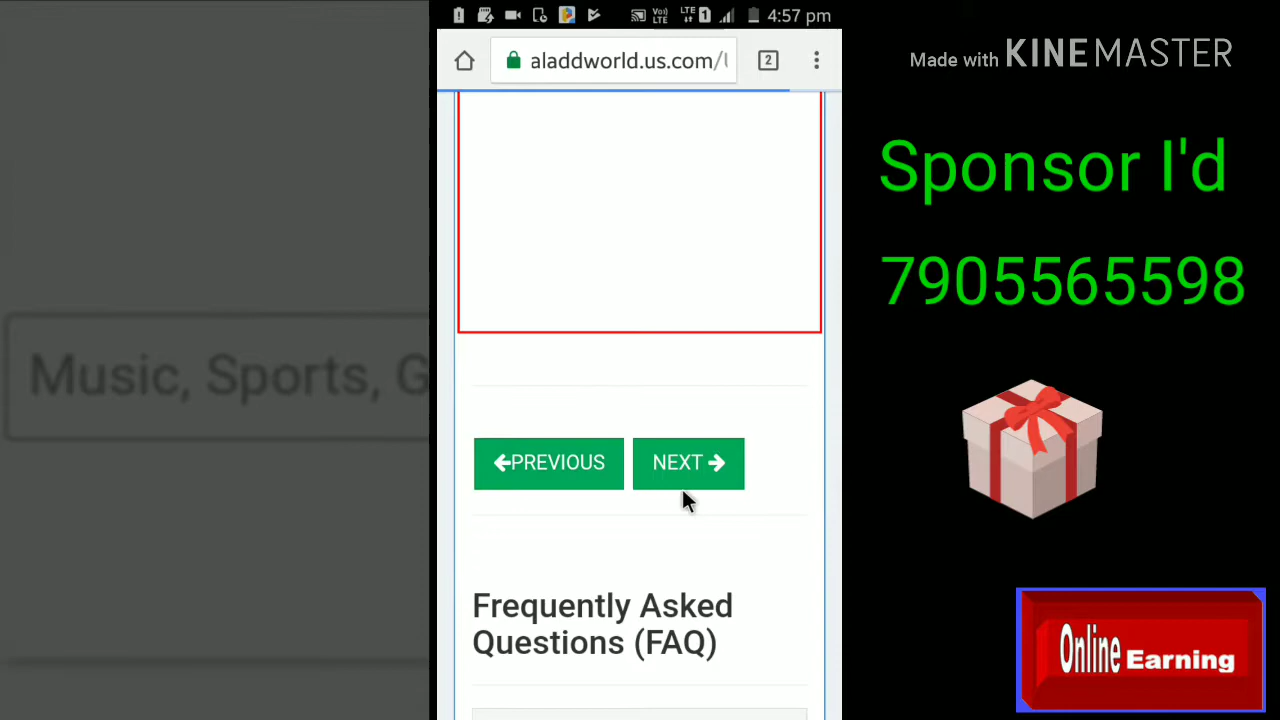 4:57 pm
Made with KINEMASTER
aladdworld.us.com/
2
Sponsor I'd
7905565598
Music, Sports, G
PREVIOUS
NEXT
Frequently Asked
Questions (FAQ)
Online Earning